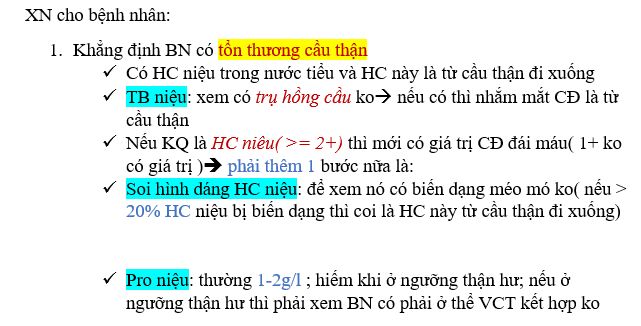 XN cho bệnh nhân:
1. Khẳng định BN có tổn thương cầu thận
✓ Có HC niệu trong nước tiểu và HC này là từ cầu thận đi xuống
✓ TB niệu: xem có trụ hồng cầu ko→ nếu có thì nhắm mắt CĐ là từ
cầu thận
✓ Nếu KQ là HC niêu( >= 2+) thì mới có giá trị CĐ đái máu( 1+ ko
có giá trị )→ phải thêm 1 bước nữa là:
✓ Soi hình dáng HC niệu: để xem nó có biến dạng méo mó ko( nếu >
20% HC niệu bị biến dạng thì coi là HC này từ cầu thận đi xuống)
✓ Pro niệu: thường 1-2g/l ; hiếm khi ở ngưỡng thận hư; nếu ở
ngưỡng thận hư thì phải xem BN có phải ở thể VCT kết hợp ko